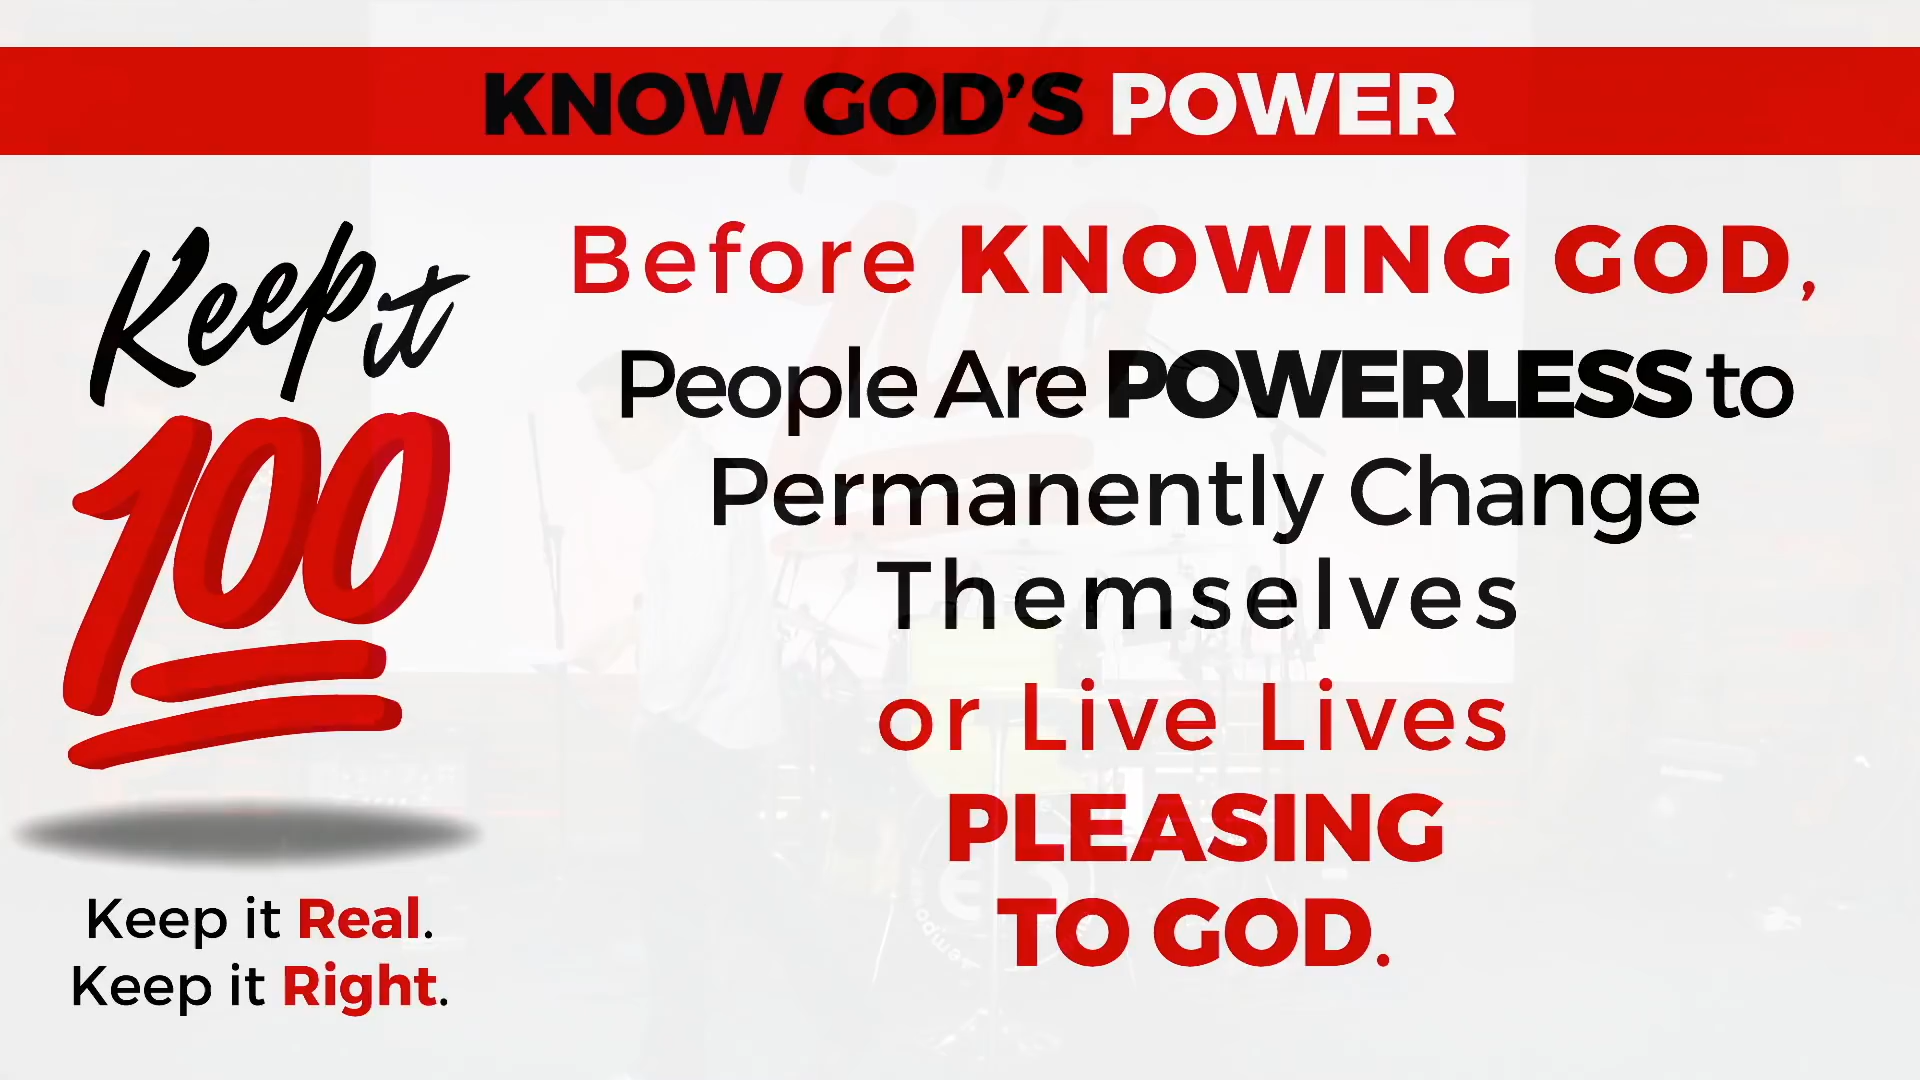 KNOW GOD'S POWER
Keep it
100
Keep it Real.
Keep it Right.
Before KNOWING GOD,
People Are POWERLESS to
Permanently Change
Themselves
or Live Lives
PLEASING
TO GOD.